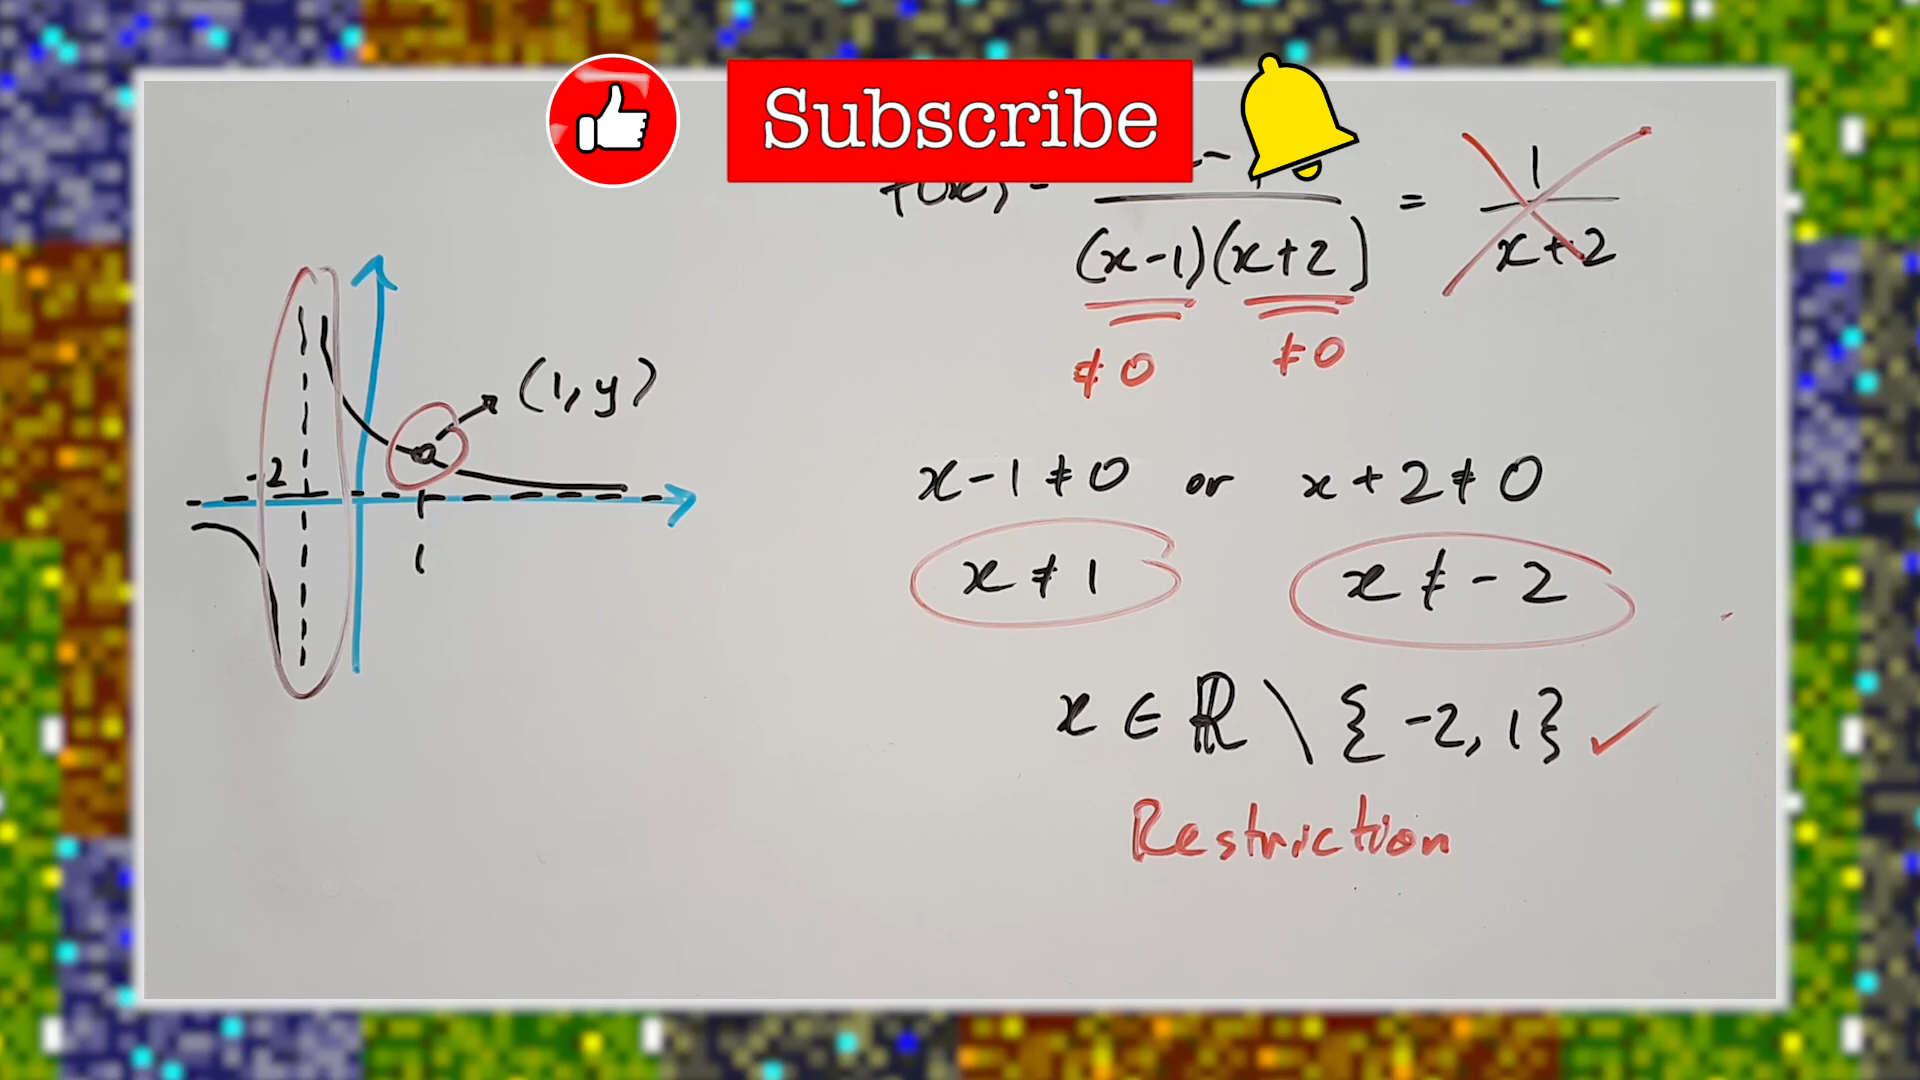 Subscribe
f(x) =
(x-1)(x+2)
=
1
x+2
≠0 ≠0
(1, y)
-2
1
x-1≠0 or x+2≠0
x≠1 x≠-2
x ∈ ℝ \ {-2, 1} ✓
Restriction